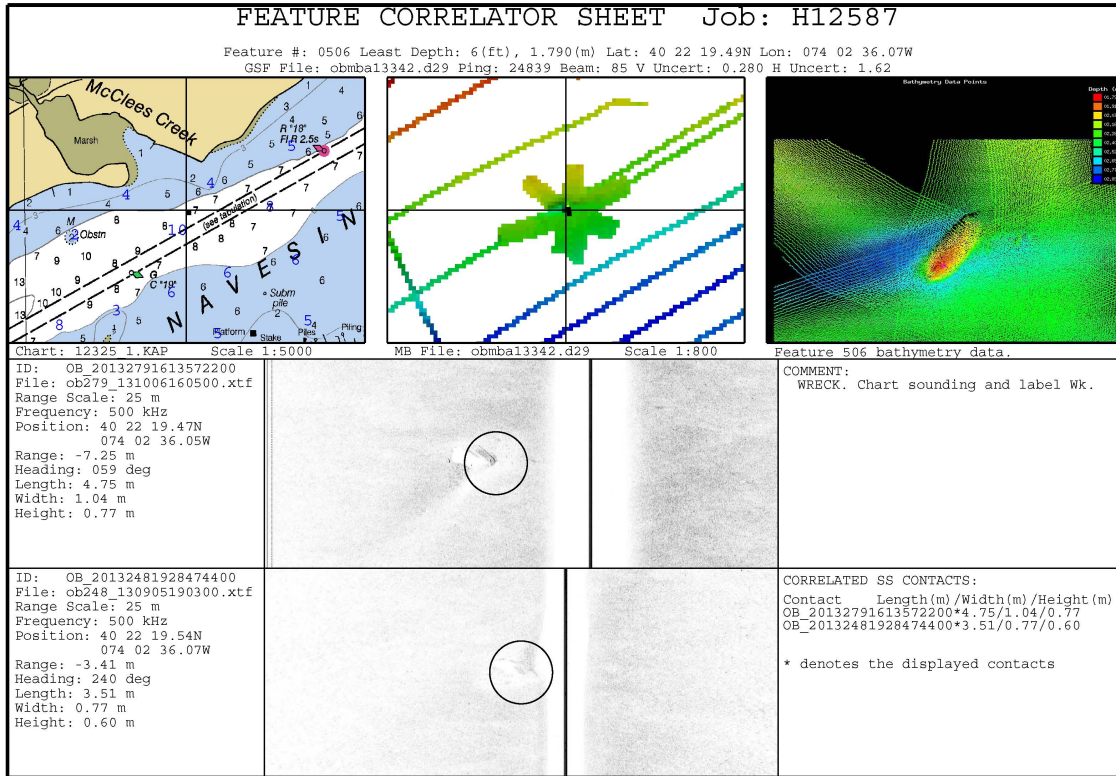 FEATURE CORRELATOR SHEET Job: H12587
Feature #: 0506 Least Depth: 6(ft), 1.790(m) Lat: 40 22 19.49N Lon: 074 02 36.07W
GSF File: obmba13342.d29 Ping: 24839 Beam: 85 V Uncert: 0.280 H Uncert: 1.62
McClees Creek
Marsh
R "18"
Fl R 2.5s
(see tabulation)
M
Obstn
G
C "19"
NAVESIN
Subm
pile
Platform
Stake
Piles
Piling
Bathymetry Data Points
Chart: 12325_1.KAP Scale 1:5000
MB File: obmba13342.d29 Scale 1:800
Feature 506 bathymetry data.
ID: OB_20132791613572200
File: ob279_131006160500.xtf
Range Scale: 25 m
Frequency: 500 kHz
Position: 40 22 19.47N
074 02 36.05W
Range: -7.25 m
Heading: 059 deg
Length: 4.75 m
Width: 1.04 m
Height: 0.77 m
COMMENT:
WRECK. Chart sounding and label Wk.
ID: OB_20132481928474400
File: ob248_130905190300.xtf
Range Scale: 25 m
Frequency: 500 kHz
Position: 40 22 19.54N
074 02 36.07W
Range: -3.41 m
Heading: 240 deg
Length: 3.51 m
Width: 0.77 m
Height: 0.60 m
CORRELATED SS CONTACTS:
Contact Length(m)/Width(m)/Height(m)
OB_20132791613572200*4.75/1.04/0.77
OB_20132481928474400*3.51/0.77/0.60
* denotes the displayed contacts